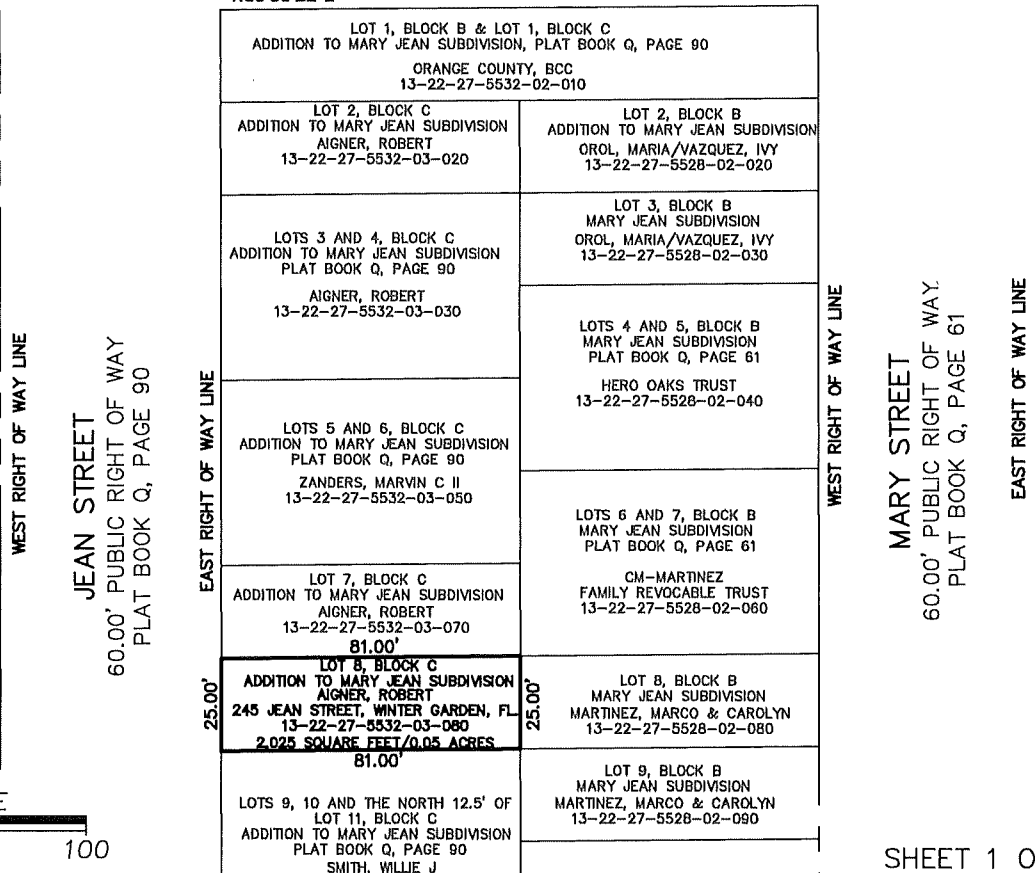 LOT 1, BLOCK B & LOT 1, BLOCK C
ADDITION TO MARY JEAN SUBDIVISION, PLAT BOOK Q, PAGE 90
ORANGE COUNTY, BCC
13-22-27-5532-02-010
LOT 2, BLOCK C
ADDITION TO MARY JEAN SUBDIVISION
AIGNER, ROBERT
13-22-27-5532-03-020
LOT 2, BLOCK B
ADDITION TO MARY JEAN SUBDIVISION
OROL, MARIA/VAZQUEZ, IVY
13-22-27-5528-02-020
LOTS 3 AND 4, BLOCK C
ADDITION TO MARY JEAN SUBDIVISION
PLAT BOOK Q, PAGE 90
AIGNER, ROBERT
13-22-27-5532-03-030
LOT 3, BLOCK B
MARY JEAN SUBDIVISION
OROL, MARIA/VAZQUEZ, IVY
13-22-27-5528-02-030
LOTS 4 AND 5, BLOCK B
MARY JEAN SUBDIVISION
PLAT BOOK Q, PAGE 61
HERO OAKS TRUST
13-22-27-5528-02-040
LOTS 5 AND 6, BLOCK C
ADDITION TO MARY JEAN SUBDIVISION
PLAT BOOK Q, PAGE 90
ZANDERS, MARVIN C II
13-22-27-5532-03-050
LOTS 6 AND 7, BLOCK B
MARY JEAN SUBDIVISION
PLAT BOOK Q, PAGE 61
CM-MARTINEZ
FAMILY REVOCABLE TRUST
13-22-27-5528-02-060
LOT 7, BLOCK C
ADDITION TO MARY JEAN SUBDIVISION
AIGNER, ROBERT
13-22-27-5532-03-070
81.00'
LOT 8, BLOCK C
ADDITION TO MARY JEAN SUBDIVISION
AIGNER, ROBERT
245 JEAN STREET, WINTER GARDEN, FL
13-22-27-5532-03-080
2,025 SQUARE FEET/0.05 ACRES
81.00'
25.00'
25.00'
LOT 8, BLOCK B
MARY JEAN SUBDIVISION
MARTINEZ, MARCO & CAROLYN
13-22-27-5528-02-080
LOT 9, BLOCK B
MARY JEAN SUBDIVISION
MARTINEZ, MARCO & CAROLYN
13-22-27-5528-02-090
LOTS 9, 10 AND THE NORTH 12.5' OF
LOT 11, BLOCK C
ADDITION TO MARY JEAN SUBDIVISION
PLAT BOOK Q, PAGE 90
SMITH, WILLIE J
WEST RIGHT OF WAY LINE
JEAN STREET
60.00' PUBLIC RIGHT OF WAY
PLAT BOOK Q, PAGE 90
EAST RIGHT OF WAY LINE
WEST RIGHT OF WAY LINE
MARY STREET
60.00' PUBLIC RIGHT OF WAY.
PLAT BOOK Q, PAGE 61
EAST RIGHT OF WAY LINE
E
100
SHEET 1 O